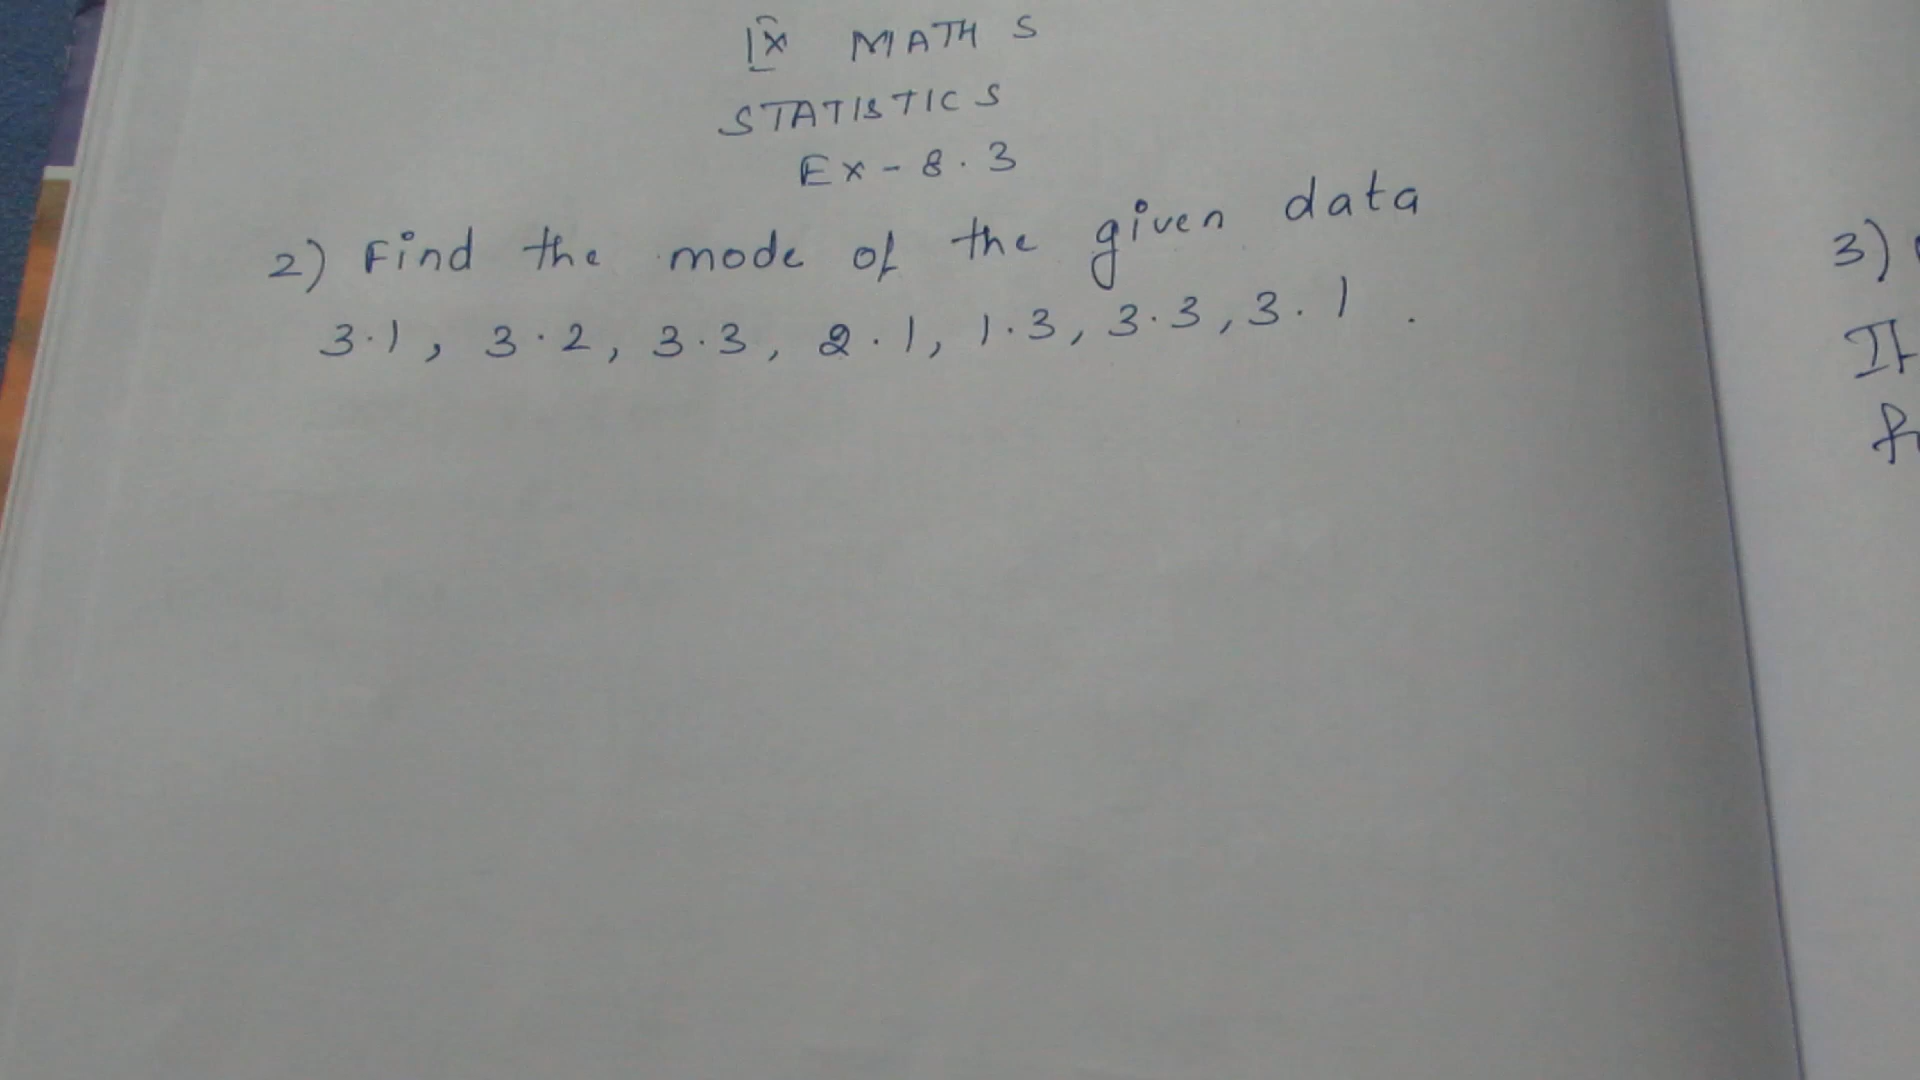 IX MATHS
STATISTICS
Ex - 8.3
2) Find the mode of the given data
3.1, 3.2, 3.3, 2.1, 1.3, 3.3, 3.1 .
3)